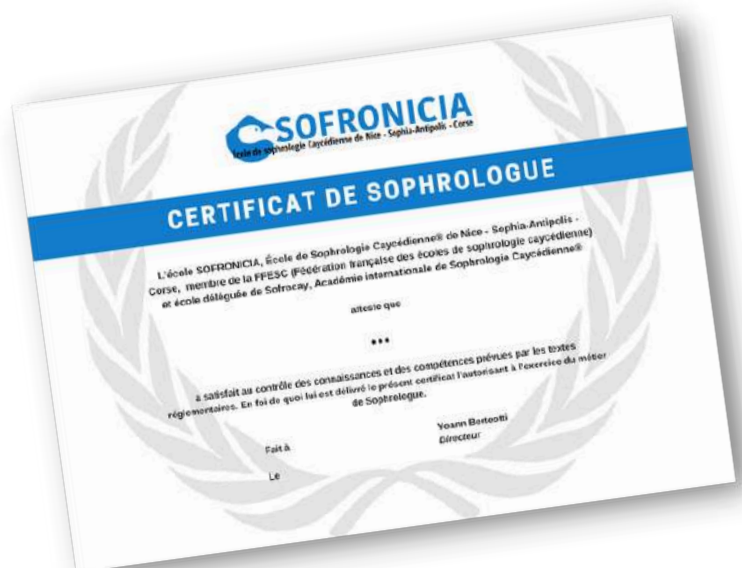 SOFRONICIA
école de sophrologie Caycédienne de Nice - Sophia-Antipolis - Corse
CERTIFICAT DE SOPHROLOGUE
L'école SOFRONICIA, École de Sophrologie Caycédienne® de Nice - Sophia-Antipolis -
Corse, membre de la FFESC (Fédération française des écoles de sophrologie caycédienne)
et école déléguée de Sofrocay, Académie internationale de Sophrologie Caycédienne®
atteste que
•••
a satisfait au contrôle des connaissances et des compétences prévues par les textes
réglementaires. En foi de quoi lui est délivré le présent certificat l'autorisant à l'exercice du métier
de Sophrologue.
Fait à
Yoann Berteotti
Directeur
Le